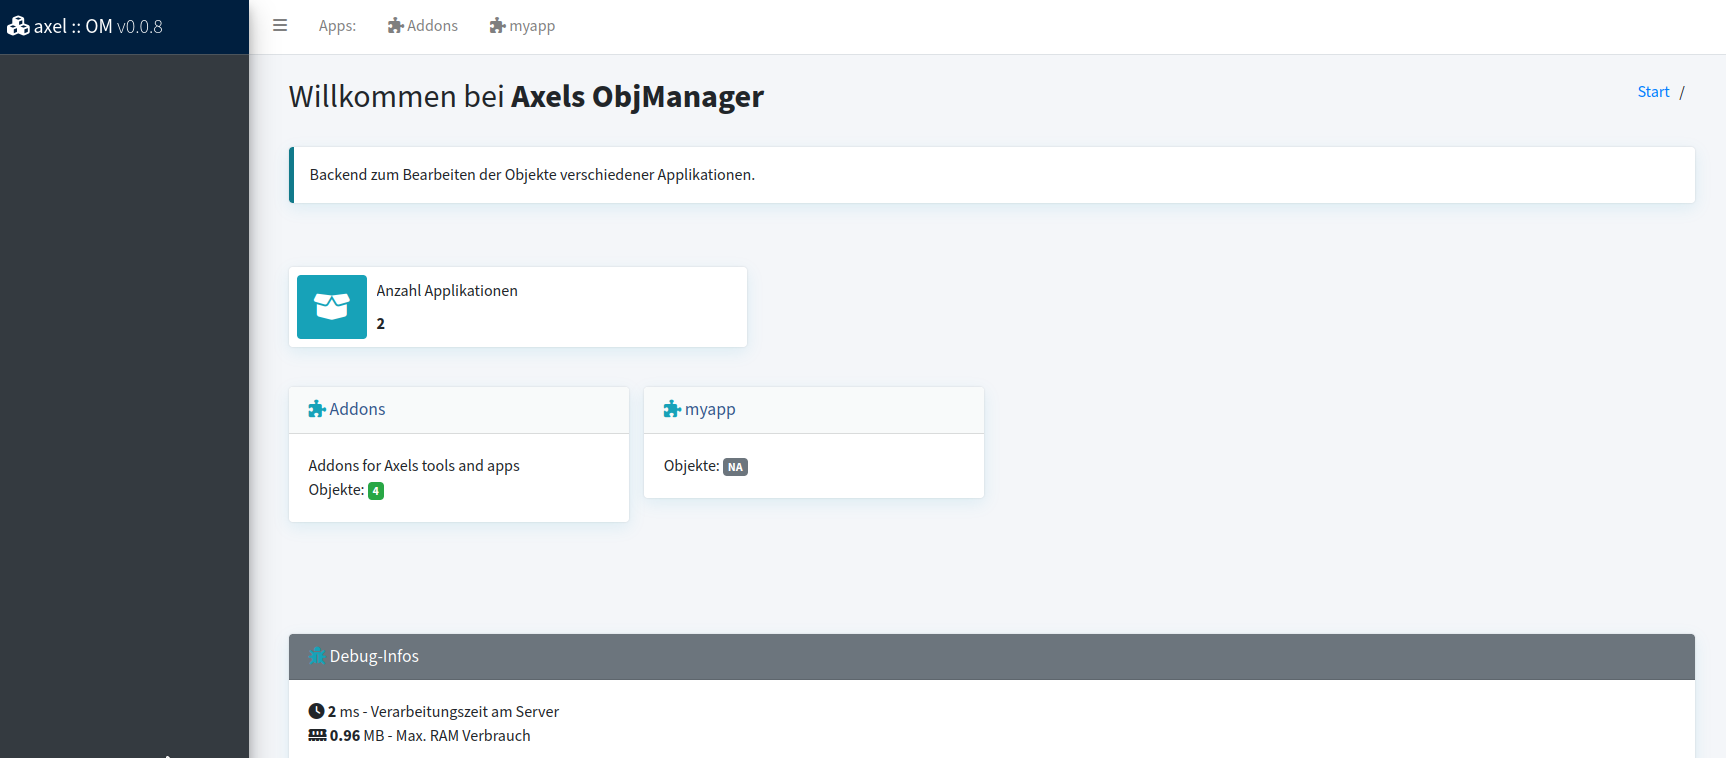 axel :: OM v0.0.8
Apps: Addons myapp
Willkommen bei Axels ObjManager
Start /
Backend zum Bearbeiten der Objekte verschiedener Applikationen.
Anzahl Applikationen
2
Addons
Addons for Axels tools and apps
Objekte: 4
myapp
Objekte: NA
Debug-Infos
2 ms - Verarbeitungszeit am Server
0.96 MB - Max. RAM Verbrauch